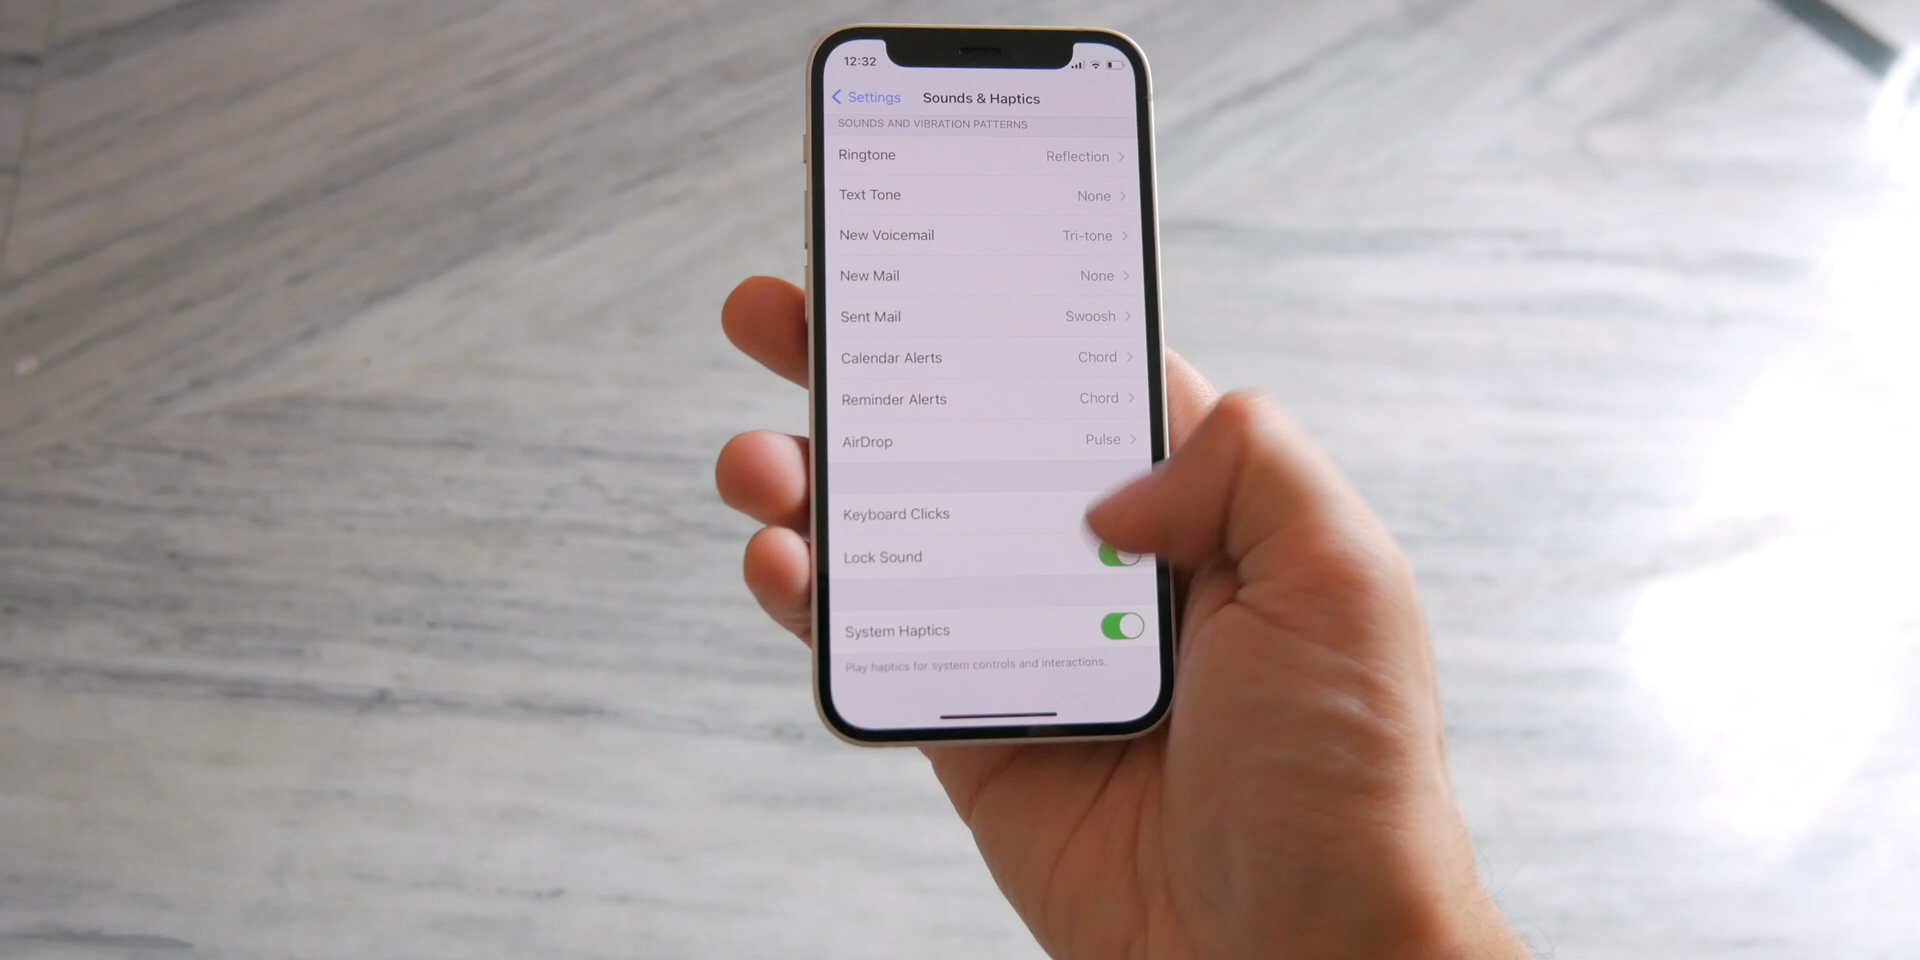 12:32
Settings Sounds & Haptics
SOUNDS AND VIBRATION PATTERNS
Ringtone Reflection
Text Tone None
New Voicemail Tri-tone
New Mail None
Sent Mail Swoosh
Calendar Alerts Chord
Reminder Alerts Chord
AirDrop Pulse
Keyboard Clicks
Lock Sound
System Haptics
Play haptics for system controls and interactions.